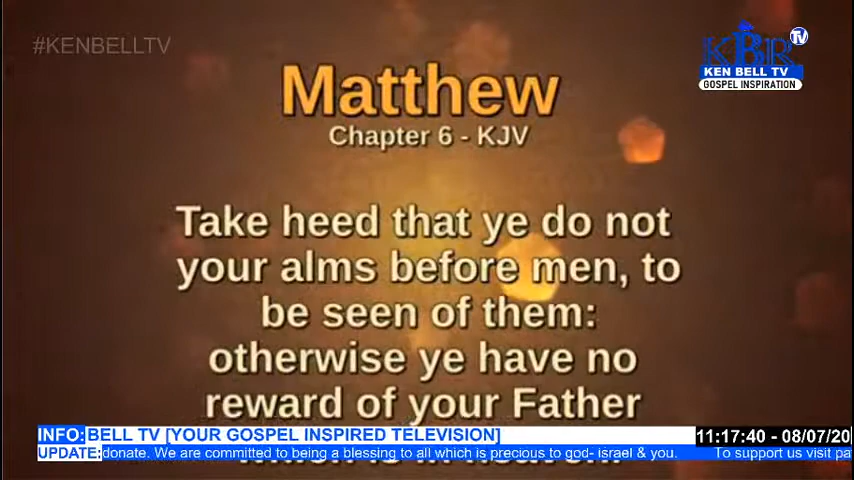 #KENBELLTV
KBR TV
KEN BELL TV
GOSPEL INSPIRATION
Matthew
Chapter 6 - KJV
Take heed that ye do not
your alms before men, to
be seen of them:
otherwise ye have no
reward of your Father
INFO: BELL TV [YOUR GOSPEL INSPIRED TELEVISION]
11:17:40 - 08/07/20
UPDATE: donate. We are committed to being a blessing to all which is precious to god- israel & you. To support us visit pa